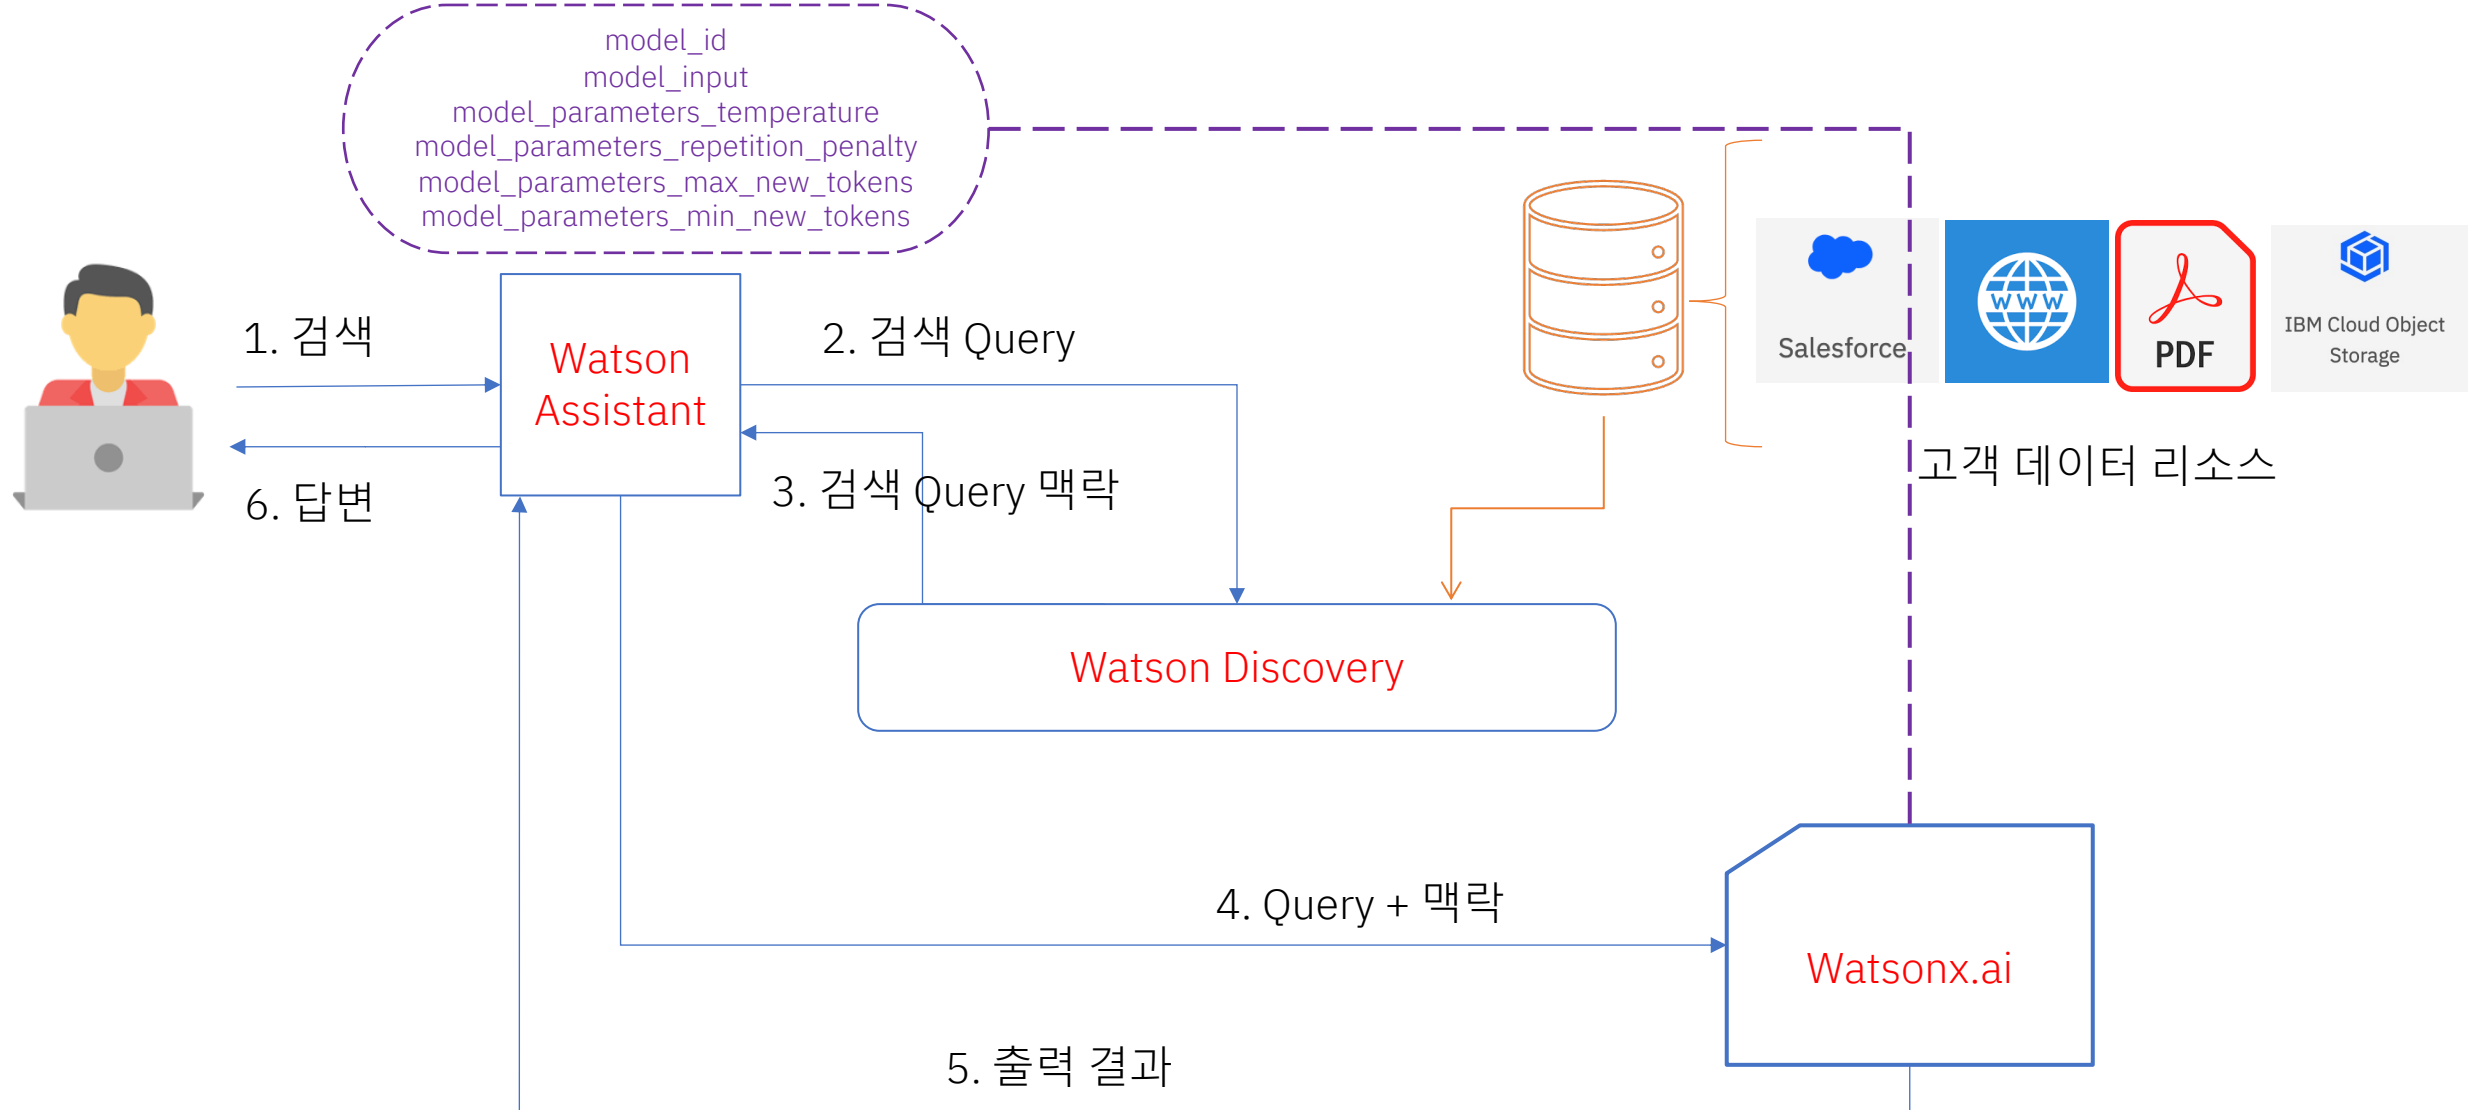 model_id
model_input
model_parameters_temperature
model_parameters_repetition_penalty
model_parameters_max_new_tokens
model_parameters_min_new_tokens
1. 검색
Watson
Assistant
2. 검색 Query
Salesforce
WWW
PDF
IBM Cloud Object
Storage
고객 데이터 리소스
6. 답변
3. 검색 Query 맥락
Watson Discovery
4. Query + 맥락
Watsonx.ai
5. 출력 결과